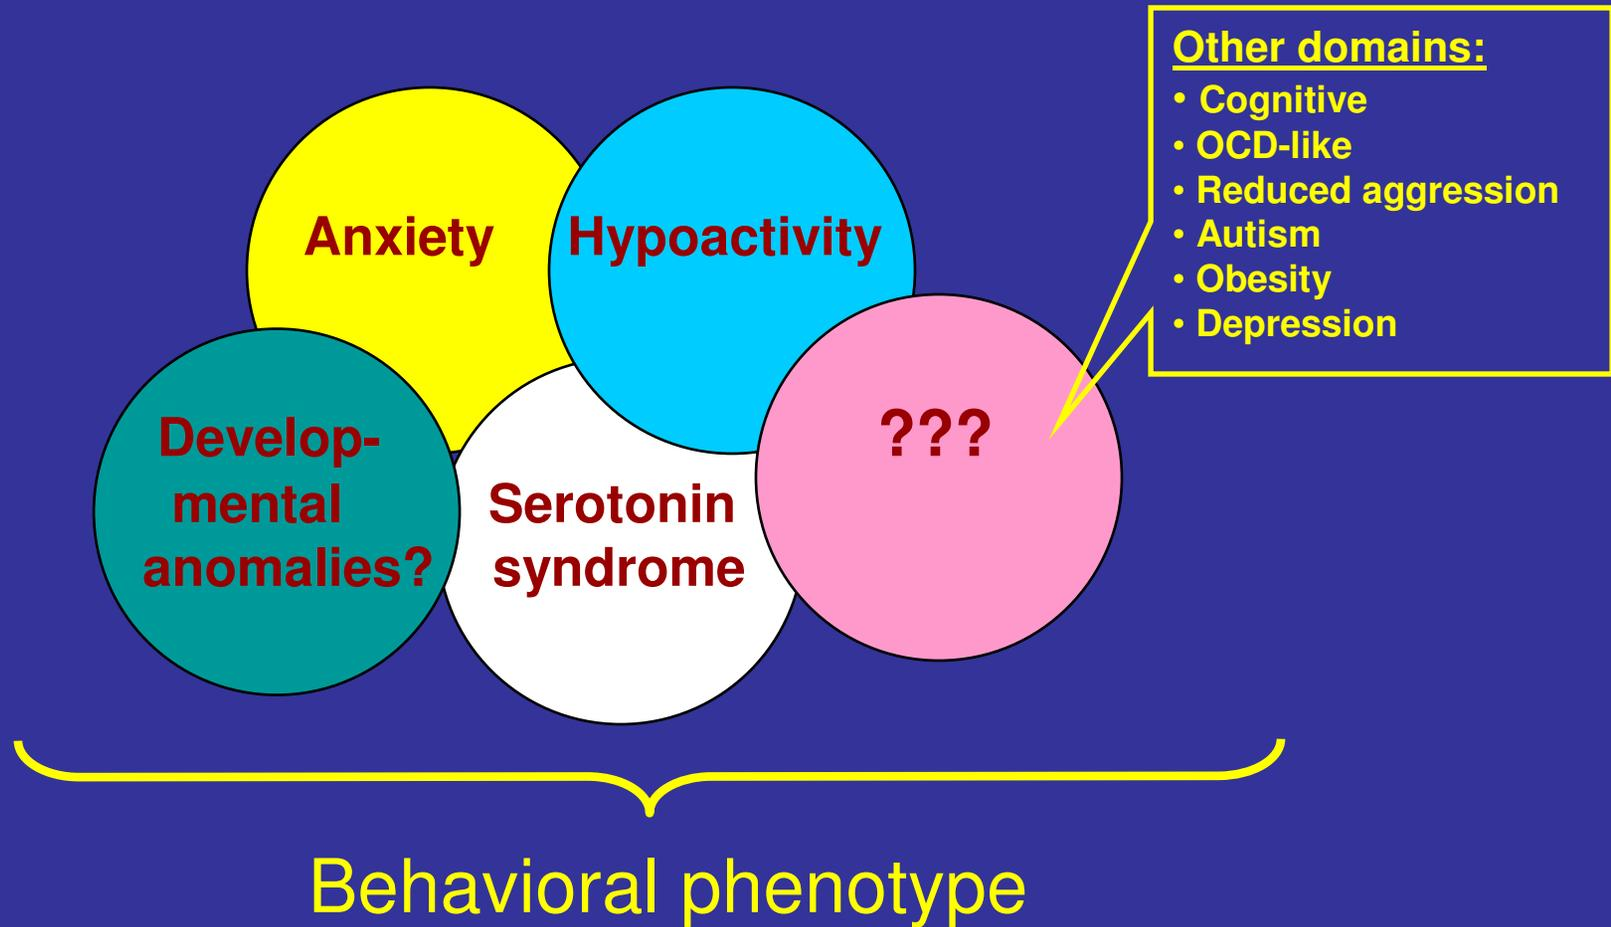 Other domains:
• Cognitive
• OCD-like
• Reduced aggression
• Autism
• Obesity
• Depression
Anxiety
Hypoactivity
Develop-
mental
anomalies?
Serotonin
syndrome
???
Behavioral phenotype